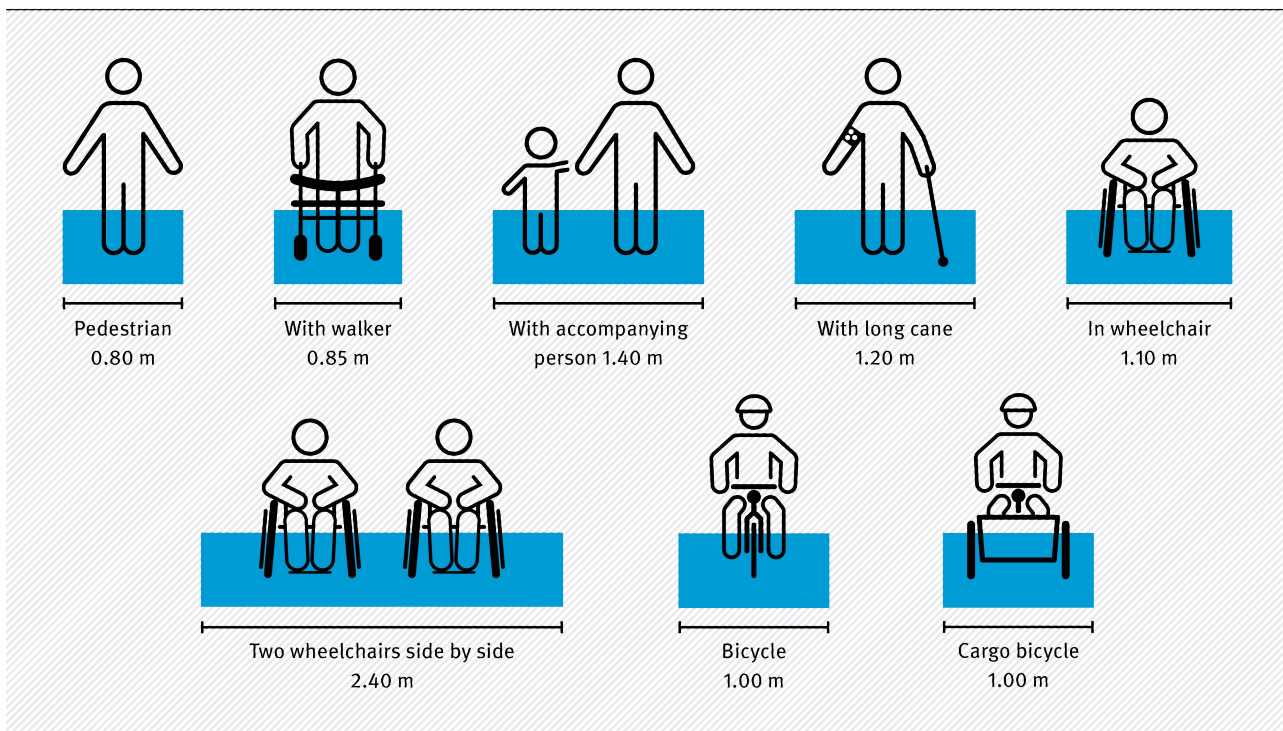 Pedestrian
0.80 m
With walker
0.85 m
With accompanying
person 1.40 m
With long cane
1.20 m
In wheelchair
1.10 m
Two wheelchairs side by side
2.40 m
Bicycle
1.00 m
Cargo bicycle
1.00 m